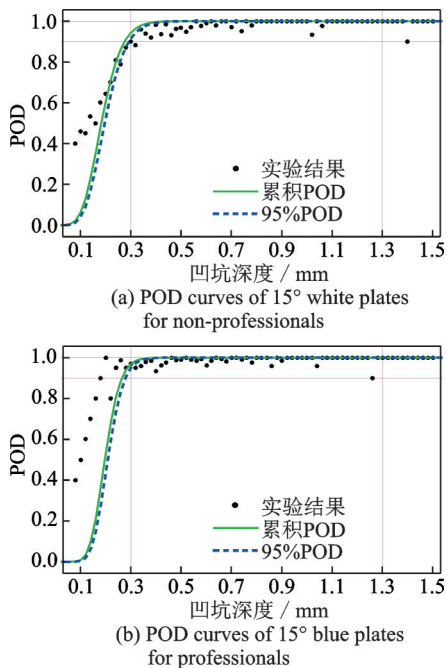 POD
1.0
0.8
0.6
0.4
0.2
0.0
实验结果
累积POD
95%POD
0.1 0.3 0.5 0.7 0.9 1.1 1.3 1.5
凹坑深度 / mm
(a) POD curves of 15° white plates
for non-professionals
POD
1.0
0.8
0.6
0.4
0.2
0.0
实验结果
累积POD
95%POD
0.1 0.3 0.5 0.7 0.9 1.1 1.3 1.5
凹坑深度 / mm
(b) POD curves of 15° blue plates
for professionals